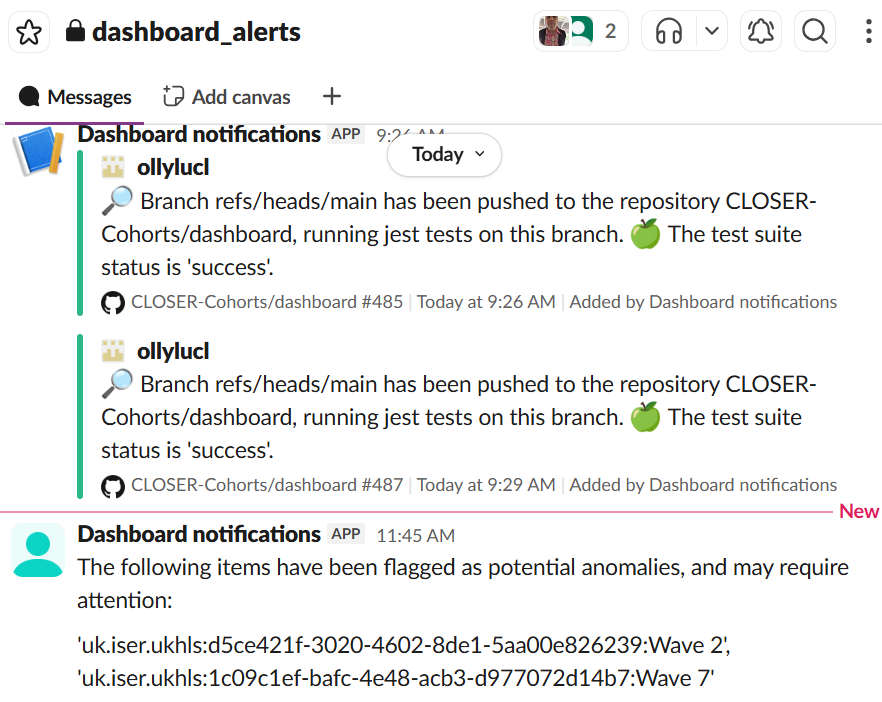 dashboard_alerts
2
Messages
Add canvas
Dashboard notifications APP 9:26 AM
Today
ollylucl
Branch refs/heads/main has been pushed to the repository CLOSER-
Cohorts/dashboard, running jest tests on this branch. The test suite
status is 'success'.
CLOSER-Cohorts/dashboard #485 | Today at 9:26 AM | Added by Dashboard notifications
ollylucl
Branch refs/heads/main has been pushed to the repository CLOSER-
Cohorts/dashboard, running jest tests on this branch. The test suite
status is 'success'.
CLOSER-Cohorts/dashboard #487 | Today at 9:29 AM | Added by Dashboard notifications
New
Dashboard notifications APP 11:45 AM
The following items have been flagged as potential anomalies, and may require
attention:
'uk.iser.ukhls:d5ce421f-3020-4602-8de1-5aa00e826239:Wave 2',
'uk.iser.ukhls:1c09c1ef-bafc-4e48-acb3-d977072d14b7:Wave 7'